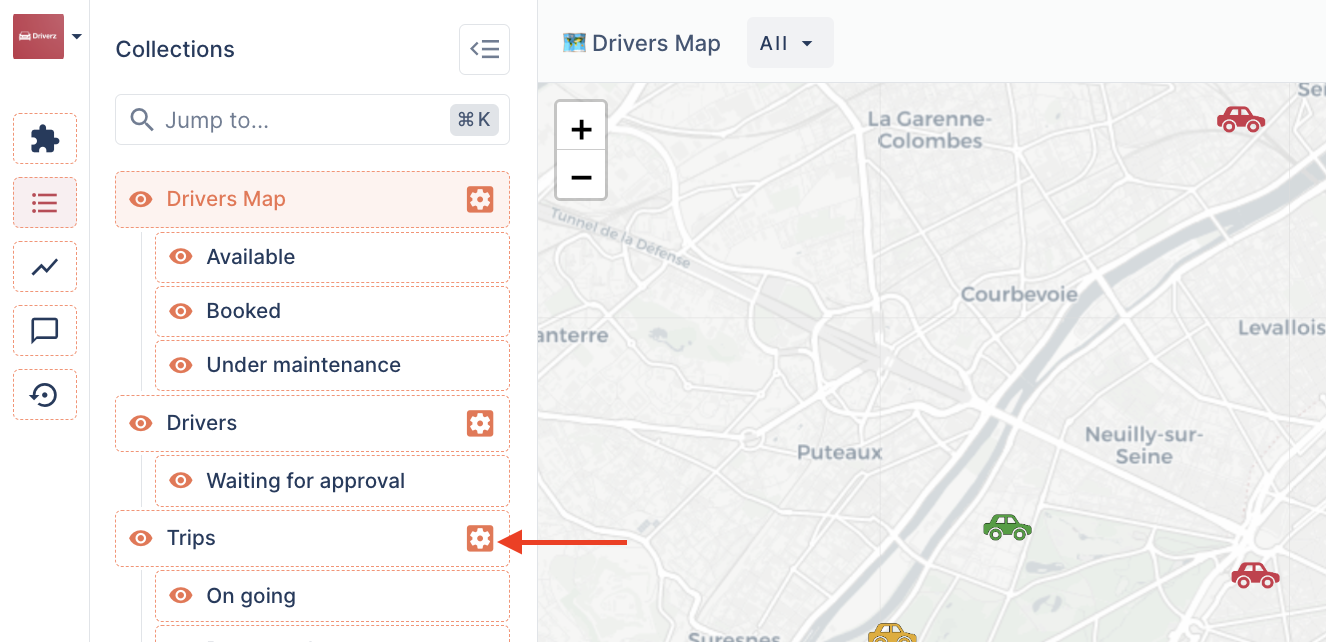 Driverz
Collections
Jump to...
⌘ K
Drivers Map
Available
Booked
Under maintenance
Drivers
Waiting for approval
Trips
On going
Drivers Map
All
+
−
La Garenne-
Colombes
Tunnel de la Défense
Courbevoie
anterre
Levallois
Puteaux
Neuilly-sur-
Seine
Suresnes